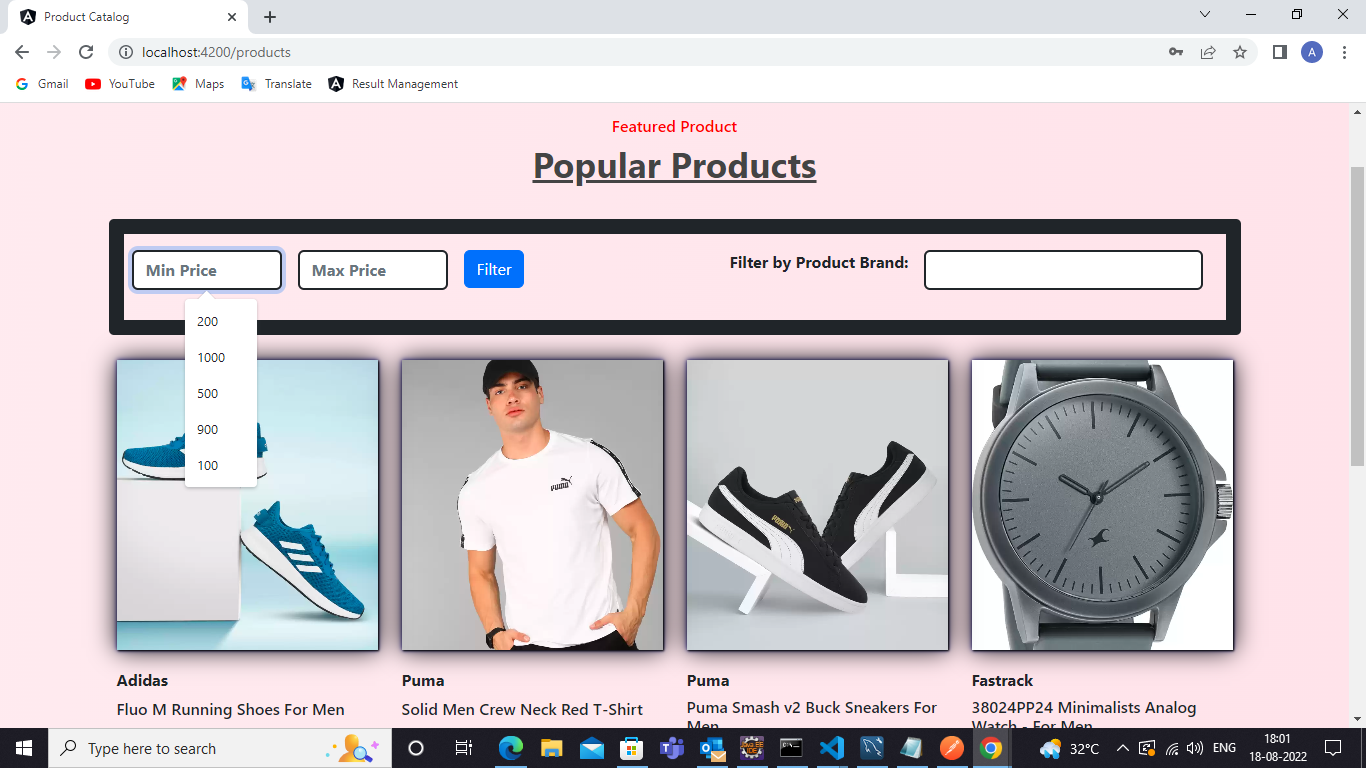 Product Catalog
localhost:4200/products
A
Gmail
YouTube
Maps
Translate
Result Management
Featured Product
Popular Products
Min Price
Max Price
Filter
Filter by Product Brand:
200
1000
500
900
100
PUMA
PUMA
Adidas
Puma
Puma
Fastrack
Fluo M Running Shoes For Men
Solid Men Crew Neck Red T-Shirt
Puma Smash v2 Buck Sneakers For
Men
38024PP24 Minimalists Analog
Watch - For Men
Type here to search
32°C
ENG
18:01
18-08-2022